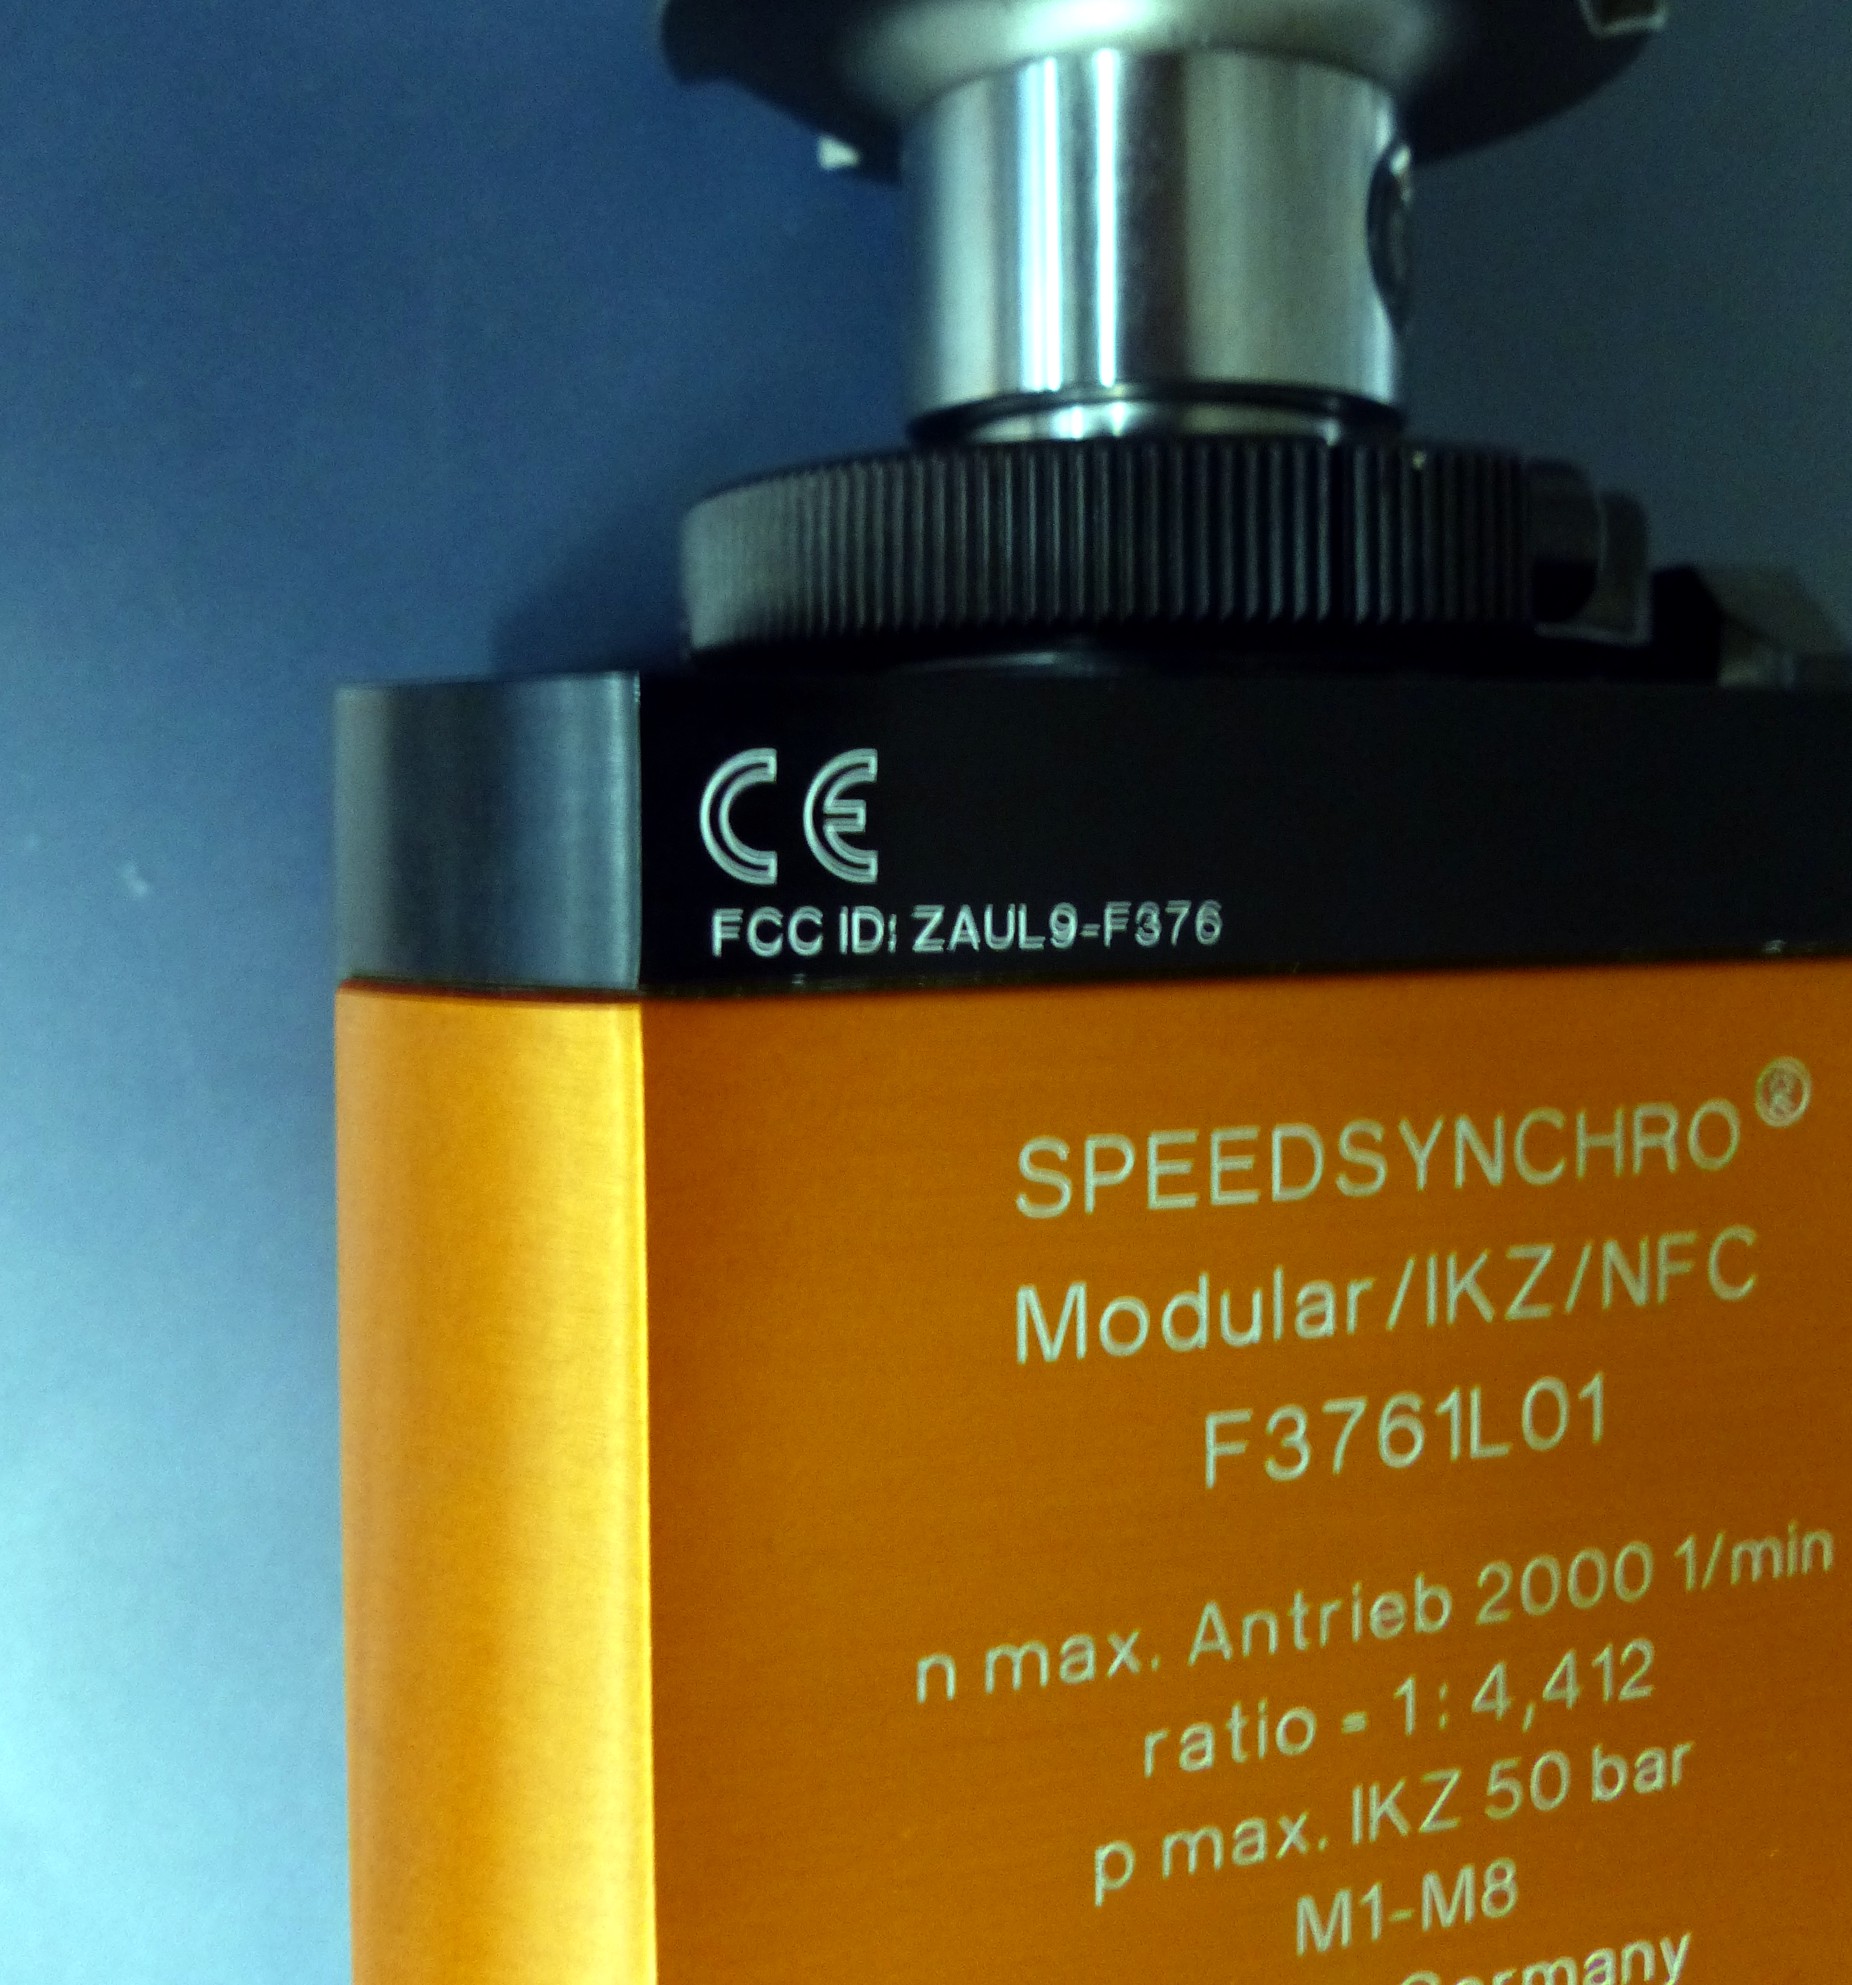 CE
FCC ID: ZAUL9-F376
SPEEDSYNCHRO®
Modular/IKZ/NFC
F3761L01
n max. Antrieb 2000 1/min
ratio = 1:4,412
p max. IKZ 50 bar
M1-M8
Germany